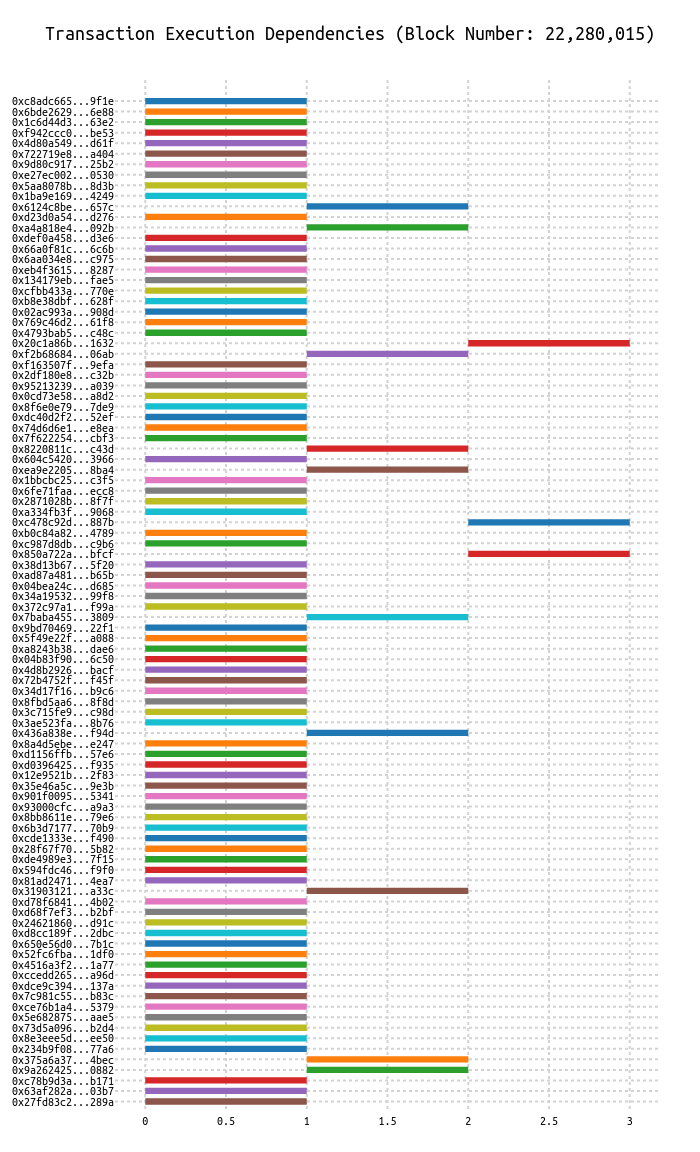 Transaction Execution Dependencies (Block Number: 22,280,015)
0xc8adc665...9f1e
0x6bde2629...6e88
0x1c6d44d3...63e2
0xf942ccc0...be53
0x4d80a549...d61f
0x722719e8...a404
0x9d80c917...25b2
0xe27ec002...0530
0x5aa8078b...8d3b
0x1ba9e169...4249
0x6124c8be...657c
0xd23d0a54...d276
0xa4a818e4...092b
0xdef0a458...d3e6
0x66a0f81c...6c6b
0x6aa034e8...c975
0xeb4f3615...8287
0x134179eb...fae5
0xcfbb433a...770e
0xb8e38dbf...628f
0x02ac993a...908d
0x769c46d2...61f8
0x4793bab5...c48c
0x20c1a86b...1632
0xf2b68684...06ab
0xf163507f...9efa
0x2df180e8...c32b
0x95213239...a039
0x0cd73e58...a8d2
0x8f6e0e79...7de9
0xdc40d2f2...52ef
0x74d6d6e1...e8ea
0x7f622254...cbf3
0x8220811c...c43d
0x604c5420...3966
0xea9e2205...8ba4
0x1bbcbc25...c3f5
0x6fe71faa...ecc8
0x2871028b...8f7f
0xa334fb3f...9068
0xc478c92d...887b
0xb0c84a82...4789
0xc987d8db...c9b6
0x850a722a...bfcf
0x38d13b67...5f20
0xad87a481...b65b
0x04bea24c...d685
0x34a19532...99f8
0x372c97a1...f99a
0x7baba455...3809
0x9bd70469...22f1
0x5f49e22f...a088
0xa8243b38...dae6
0x04b83f90...6c50
0x4d8b2926...bacf
0x72b4752f...f45f
0x34d17f16...b9c6
0x8fbd5aa6...8f8d
0x3c715fe9...c98d
0x3ae523fa...8b76
0x436a838e...f94d
0x8a4d5ebe...e247
0xd1156ffb...57e6
0xd0396425...f935
0x12e9521b...2f83
0x35e46a5c...9e3b
0x901f0095...5341
0x93000cfc...a9a3
0x8bb8611e...79e6
0x6b3d7177...70b9
0xcde1333e...f490
0x28f67f70...5b82
0xde4989e3...7f15
0x594fdc46...f9f0
0x81ad2471...4ea7
0x31903121...a33c
0xd78f6841...4b02
0xd68f7ef3...b2bf
0x24621860...d91c
0xd8cc189f...2dbc
0x650e56d0...7b1c
0x52fc6fba...1df0
0x4516a3f2...1a77
0xccedd265...a96d
0xdce9c394...137a
0x7c981c55...b83c
0xce76b1a4...5379
0x5e682875...aae5
0x73d5a096...b2d4
0x8e3eee5d...ee50
0x234b9f08...77a6
0x375a6a37...4bec
0x9a262425...0882
0xc78b9d3a...b171
0x63af282a...03b7
0x27fd83c2...289a
0 0.5 1 1.5 2 2.5 3